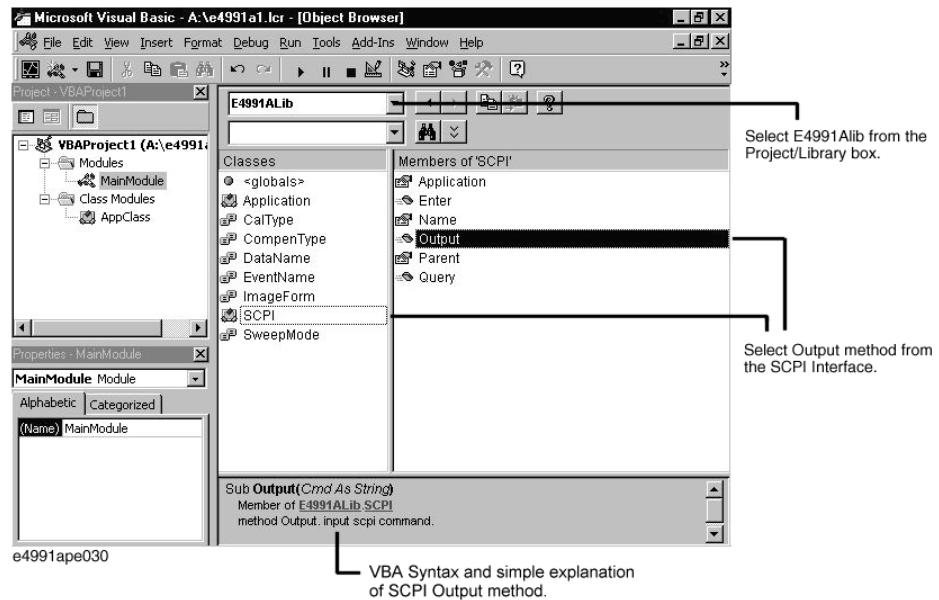 Microsoft Visual Basic - A:\e4991a1.lcr - [Object Browser]
File Edit View Insert Format Debug Run Tools Add-Ins Window Help
Project - VBAProject1
VBAProject1 (A:\e4991
Modules
MainModule
Class Modules
AppClass
Properties - MainModule
MainModule Module
Alphabetic Categorized
(Name) MainModule
E4991ALib
Classes
<globals>
Application
CalType
CompenType
DataName
EventName
ImageForm
SCPI
SweepMode
Members of 'SCPI'
Application
Enter
Name
Output
Parent
Query
Sub Output(Cmd As String)
Member of E4991ALib.SCPI
method Output. input scpi command.
Select E4991Alib from the
Project/Library box.
Select Output method from
the SCPI Interface.
e4991ape030
VBA Syntax and simple explanation
of SCPI Output method.